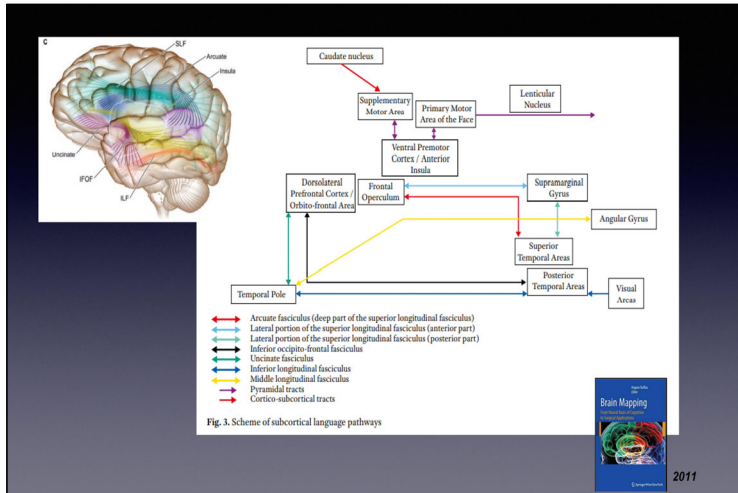 C
SLF
Arcuate
Insula
Uncinate
IFOF
ILF
Caudate nucleus
Supplementary
Motor Area
Primary Motor
Area of the Face
Lenticular
Nucleus
Ventral Premotor
Cortex / Anterior
Insula
Dorsolateral
Prefrontal Cortex /
Orbito-frontal Area
Frontal
Operculum
Supramarginal
Gyrus
Angular Gyrus
Superior
Temporal Areas
Posterior
Temporal Areas
Visual
Areas
Temporal Pole
Arcuate fasciculus (deep part of the superior longitudinal fasciculus)
Lateral portion of the superior longitudinal fasciculus (anterior part)
Lateral portion of the superior longitudinal fasciculus (posterior part)
Inferior occipito-frontal fasciculus
Uncinate fasciculus
Inferior longitudinal fasciculus
Middle longitudinal fasciculus
Pyramidal tracts
Cortico-subcortical tracts
Fig. 3. Scheme of subcortical language pathways
Brain Mapping
2011